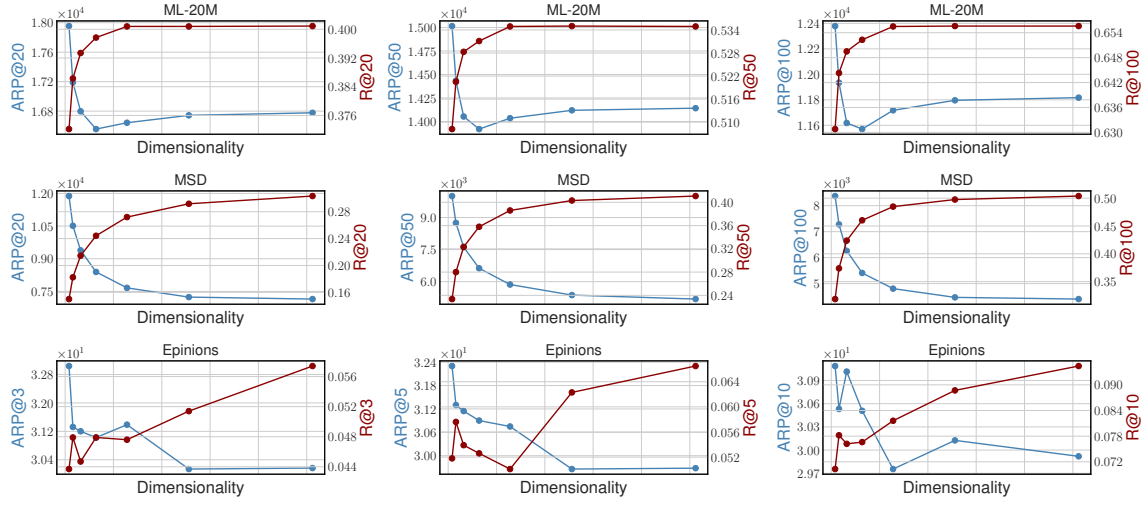 ML-20M
×10⁴
1.80
1.76
1.72
1.68
ARP@20
0.400
0.392
0.384
0.376
R@20
Dimensionality
ML-20M
×10⁴
1.500
1.475
1.450
1.425
1.400
ARP@50
0.534
0.528
0.522
0.516
0.510
R@50
Dimensionality
ML-20M
×10⁴
1.24
1.22
1.20
1.18
1.16
ARP@100
0.654
0.648
0.642
0.636
0.630
R@100
Dimensionality
MSD
×10⁴
1.20
1.05
0.90
0.75
ARP@20
0.28
0.24
0.20
0.15
R@20
Dimensionality
MSD
×10³
9.0
7.5
6.0
ARP@50
0.40
0.36
0.32
0.28
0.24
R@50
Dimensionality
MSD
×10³
8
7
6
5
ARP@100
0.50
0.45
0.40
0.35
R@100
Dimensionality
Epinions
×10¹
3.28
3.20
3.11
3.04
ARP@3
0.056
0.052
0.048
0.044
R@3
Dimensionality
Epinions
×10¹
3.24
3.18
3.12
3.06
3.00
ARP@5
0.064
0.060
0.056
0.052
R@5
Dimensionality
Epinions
×10¹
3.09
3.06
3.03
3.00
2.97
ARP@10
0.090
0.084
0.078
0.072
R@10
Dimensionality